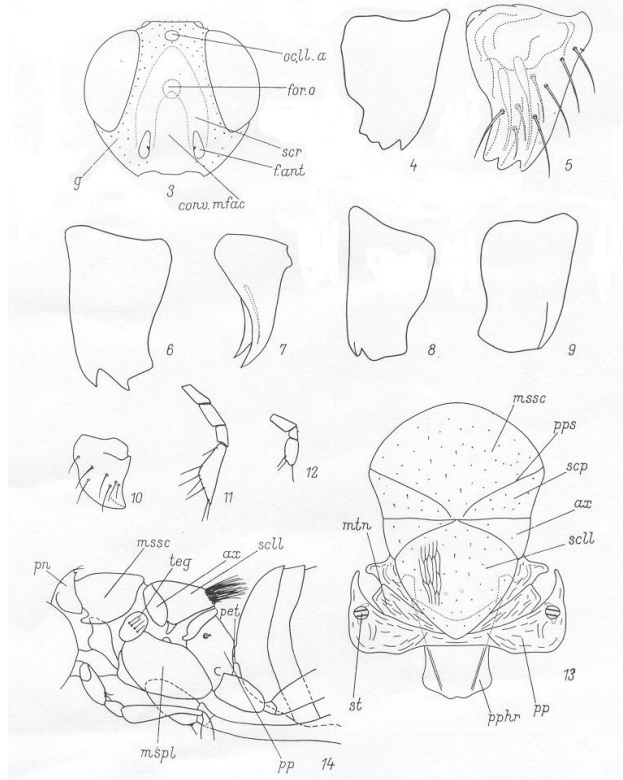 ocll.a
for.o
scr
f.ant
g
3
conv.mfac
4
5
6
7
8
9
10
11
12
mssc
pps
scp
ax
scll
mtn
st
pphr
pp
13
pn
mssc
teg
ax
scll
pet
mspl
pp
14